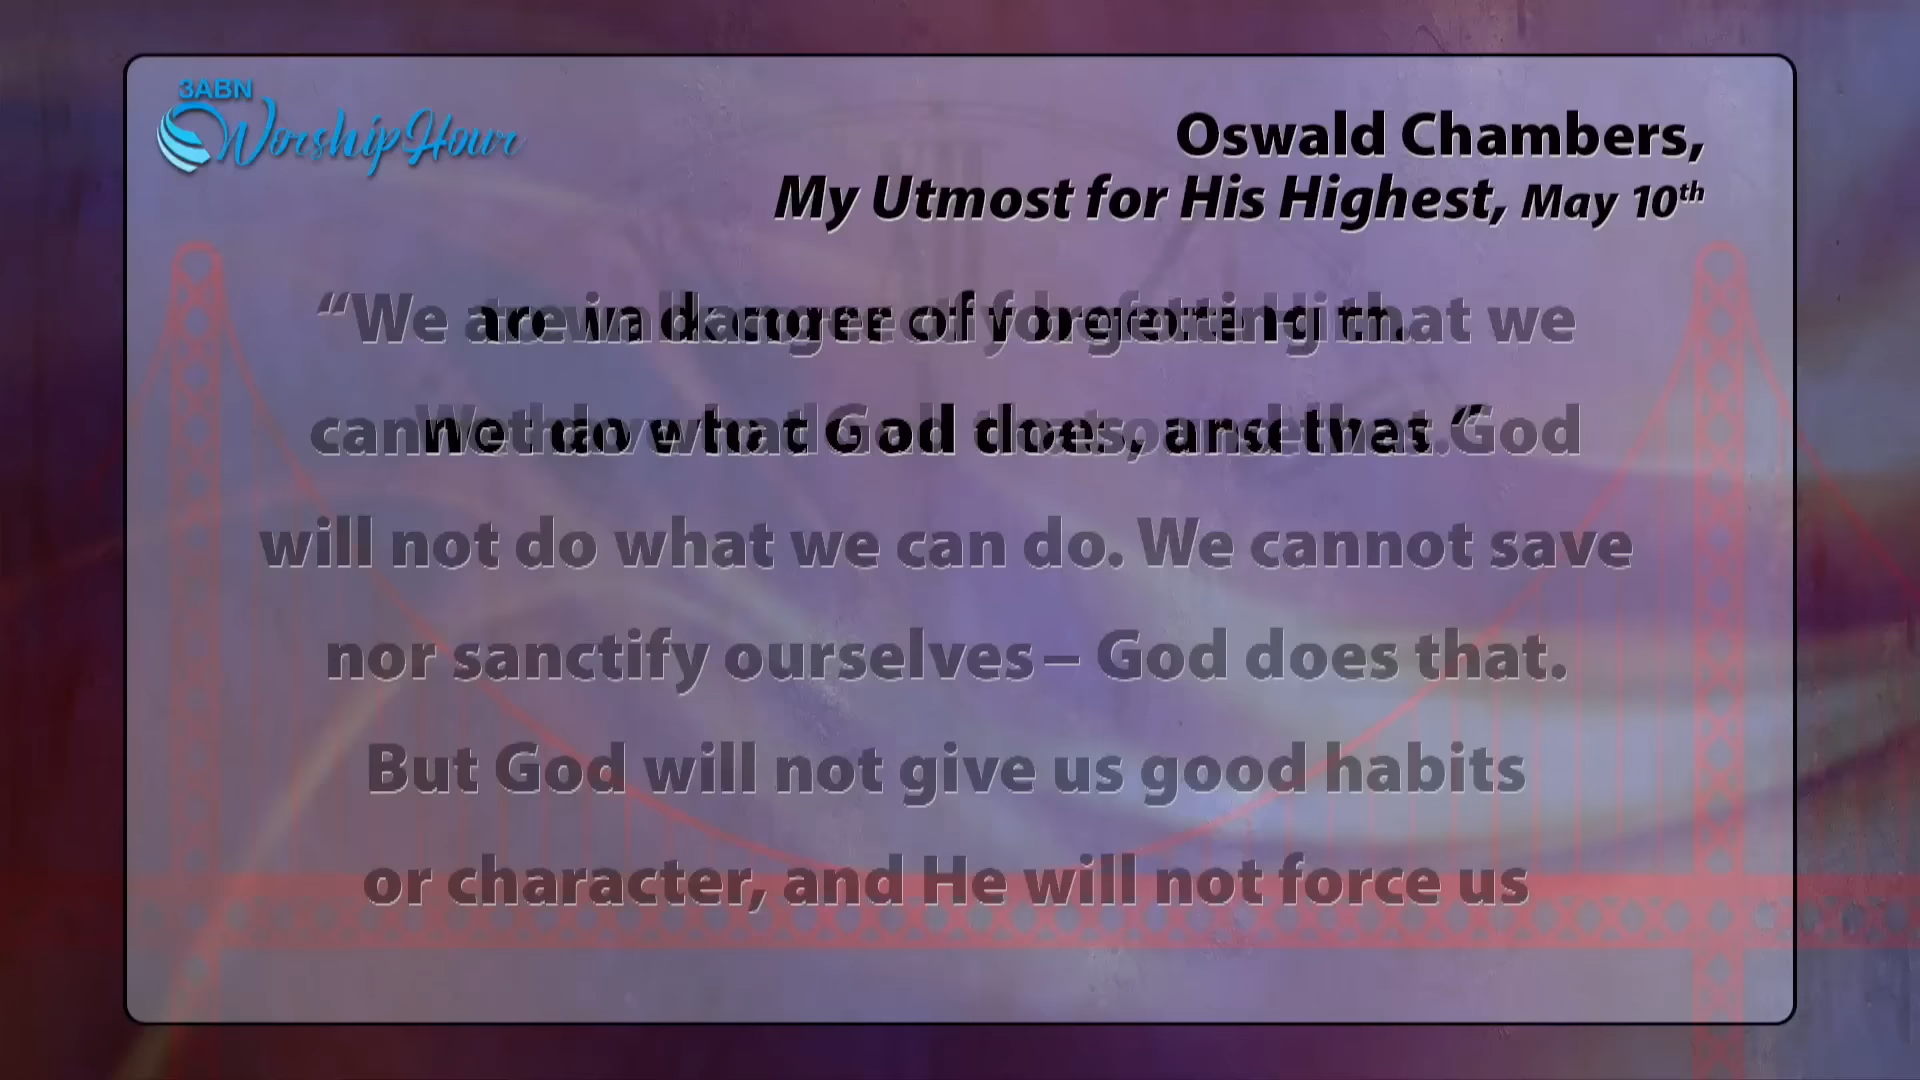 3ABN
Worship Hour
Oswald Chambers,
My Utmost for His Highest, May 10th
“We are in danger of forgetting that we
cannot do what God does, and that God
will not do what we can do. We cannot save
nor sanctify ourselves – God does that.
But God will not give us good habits
or character, and He will not force us